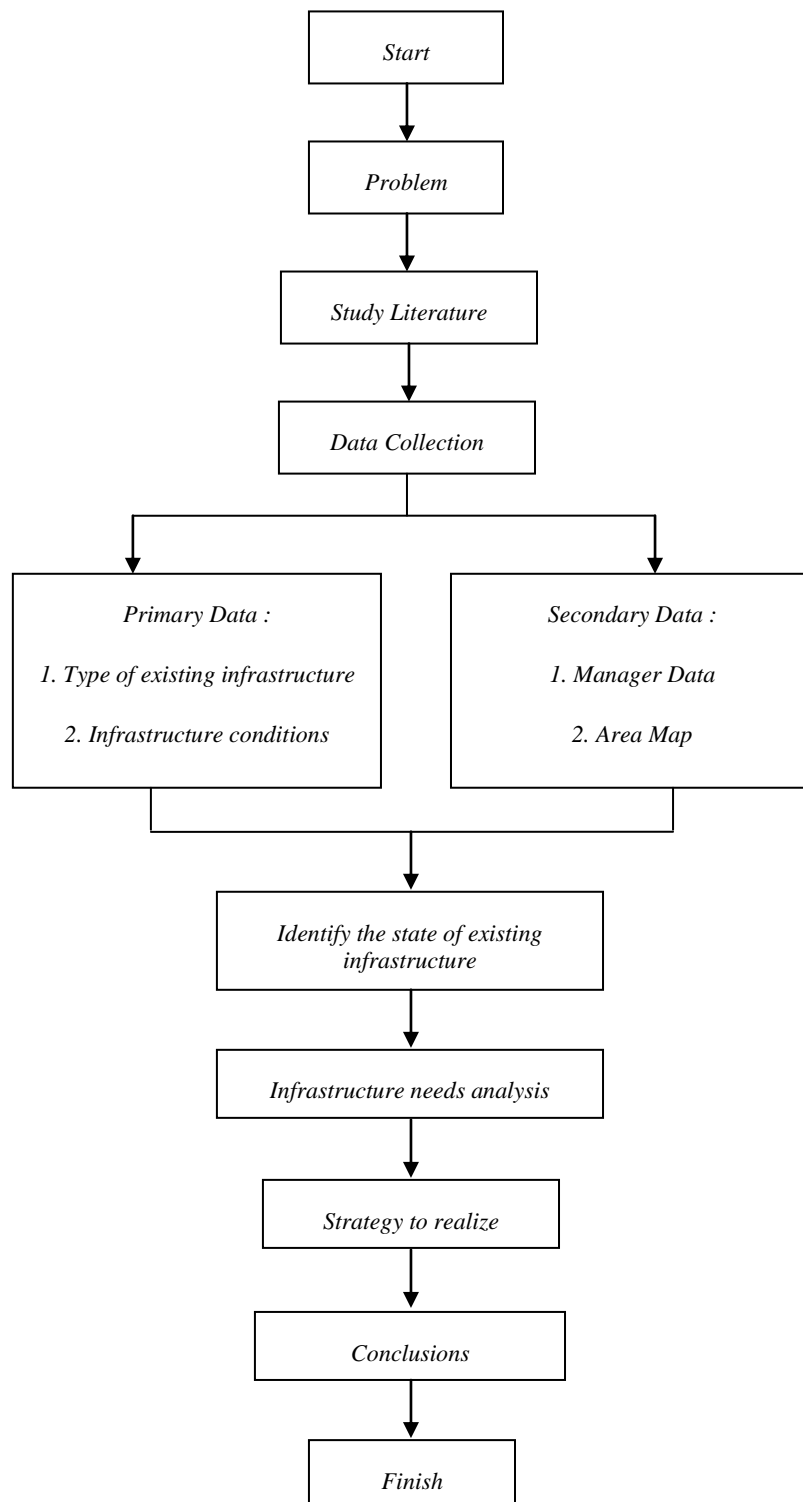 Start
Problem
Study Literature
Data Collection
Primary Data :
1. Type of existing infrastructure
2. Infrastructure conditions
Secondary Data :
1. Manager Data
2. Area Map
Identify the state of existing
infrastructure
Infrastructure needs analysis
Strategy to realize
Conclusions
Finish